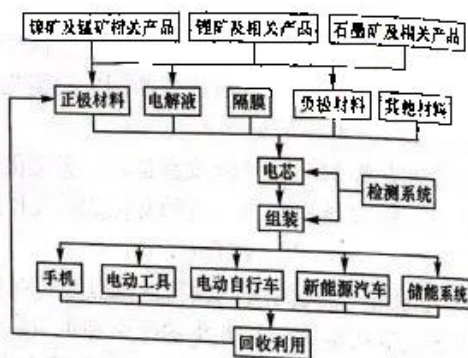 镍矿及锰矿相关产品
锂矿及相关产品
石墨矿及相关产品
正极材料
电解液
隔膜
负极材料
其他材料
电芯
检测系统
组装
手机
电动工具
电动自行车
新能源汽车
储能系统
回收利用